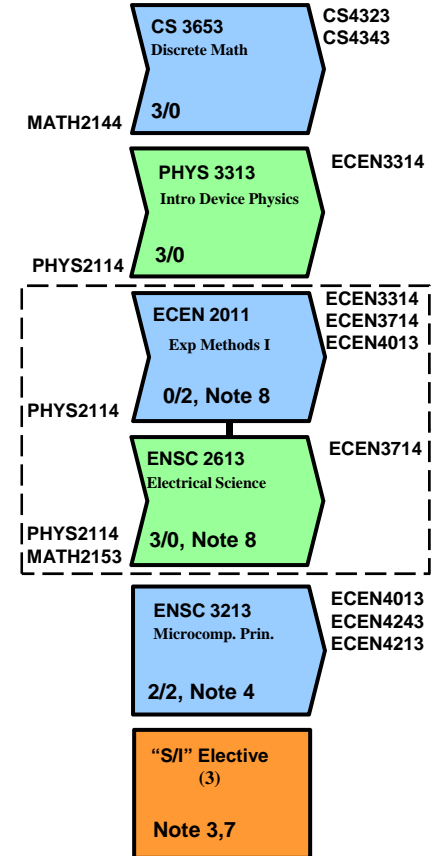 CS 3653
Discrete Math
3/0
CS4323
CS4343
MATH2144
PHYS 3313
Intro Device Physics
3/0
ECEN3314
PHYS2114
ECEN 2011
Exp Methods I
0/2, Note 8
ECEN3314
ECEN3714
ECEN4013
PHYS2114
ENSC 2613
Electrical Science
3/0, Note 8
ECEN3714
PHYS2114
MATH2153
ENSC 3213
Microcomp. Prin.
2/2, Note 4
ECEN4013
ECEN4243
ECEN4213
“S/I” Elective
(3)
Note 3,7